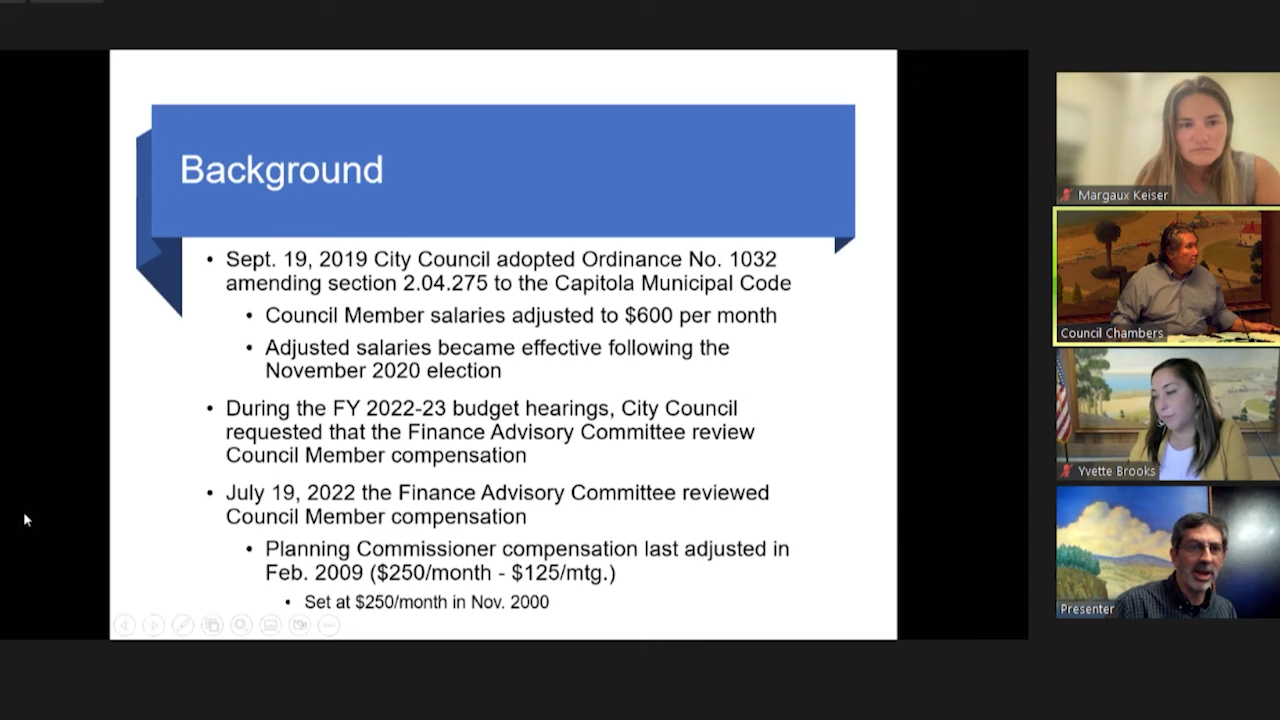 Background
• Sept. 19, 2019 City Council adopted Ordinance No. 1032
amending section 2.04.275 to the Capitola Municipal Code
• Council Member salaries adjusted to $600 per month
• Adjusted salaries became effective following the
November 2020 election
• During the FY 2022-23 budget hearings, City Council
requested that the Finance Advisory Committee review
Council Member compensation
• July 19, 2022 the Finance Advisory Committee reviewed
Council Member compensation
• Planning Commissioner compensation last adjusted in
Feb. 2009 ($250/month - $125/mtg.)
• Set at $250/month in Nov. 2000
Margaux Keiser
Council Chambers
Yvette Brooks
Presenter